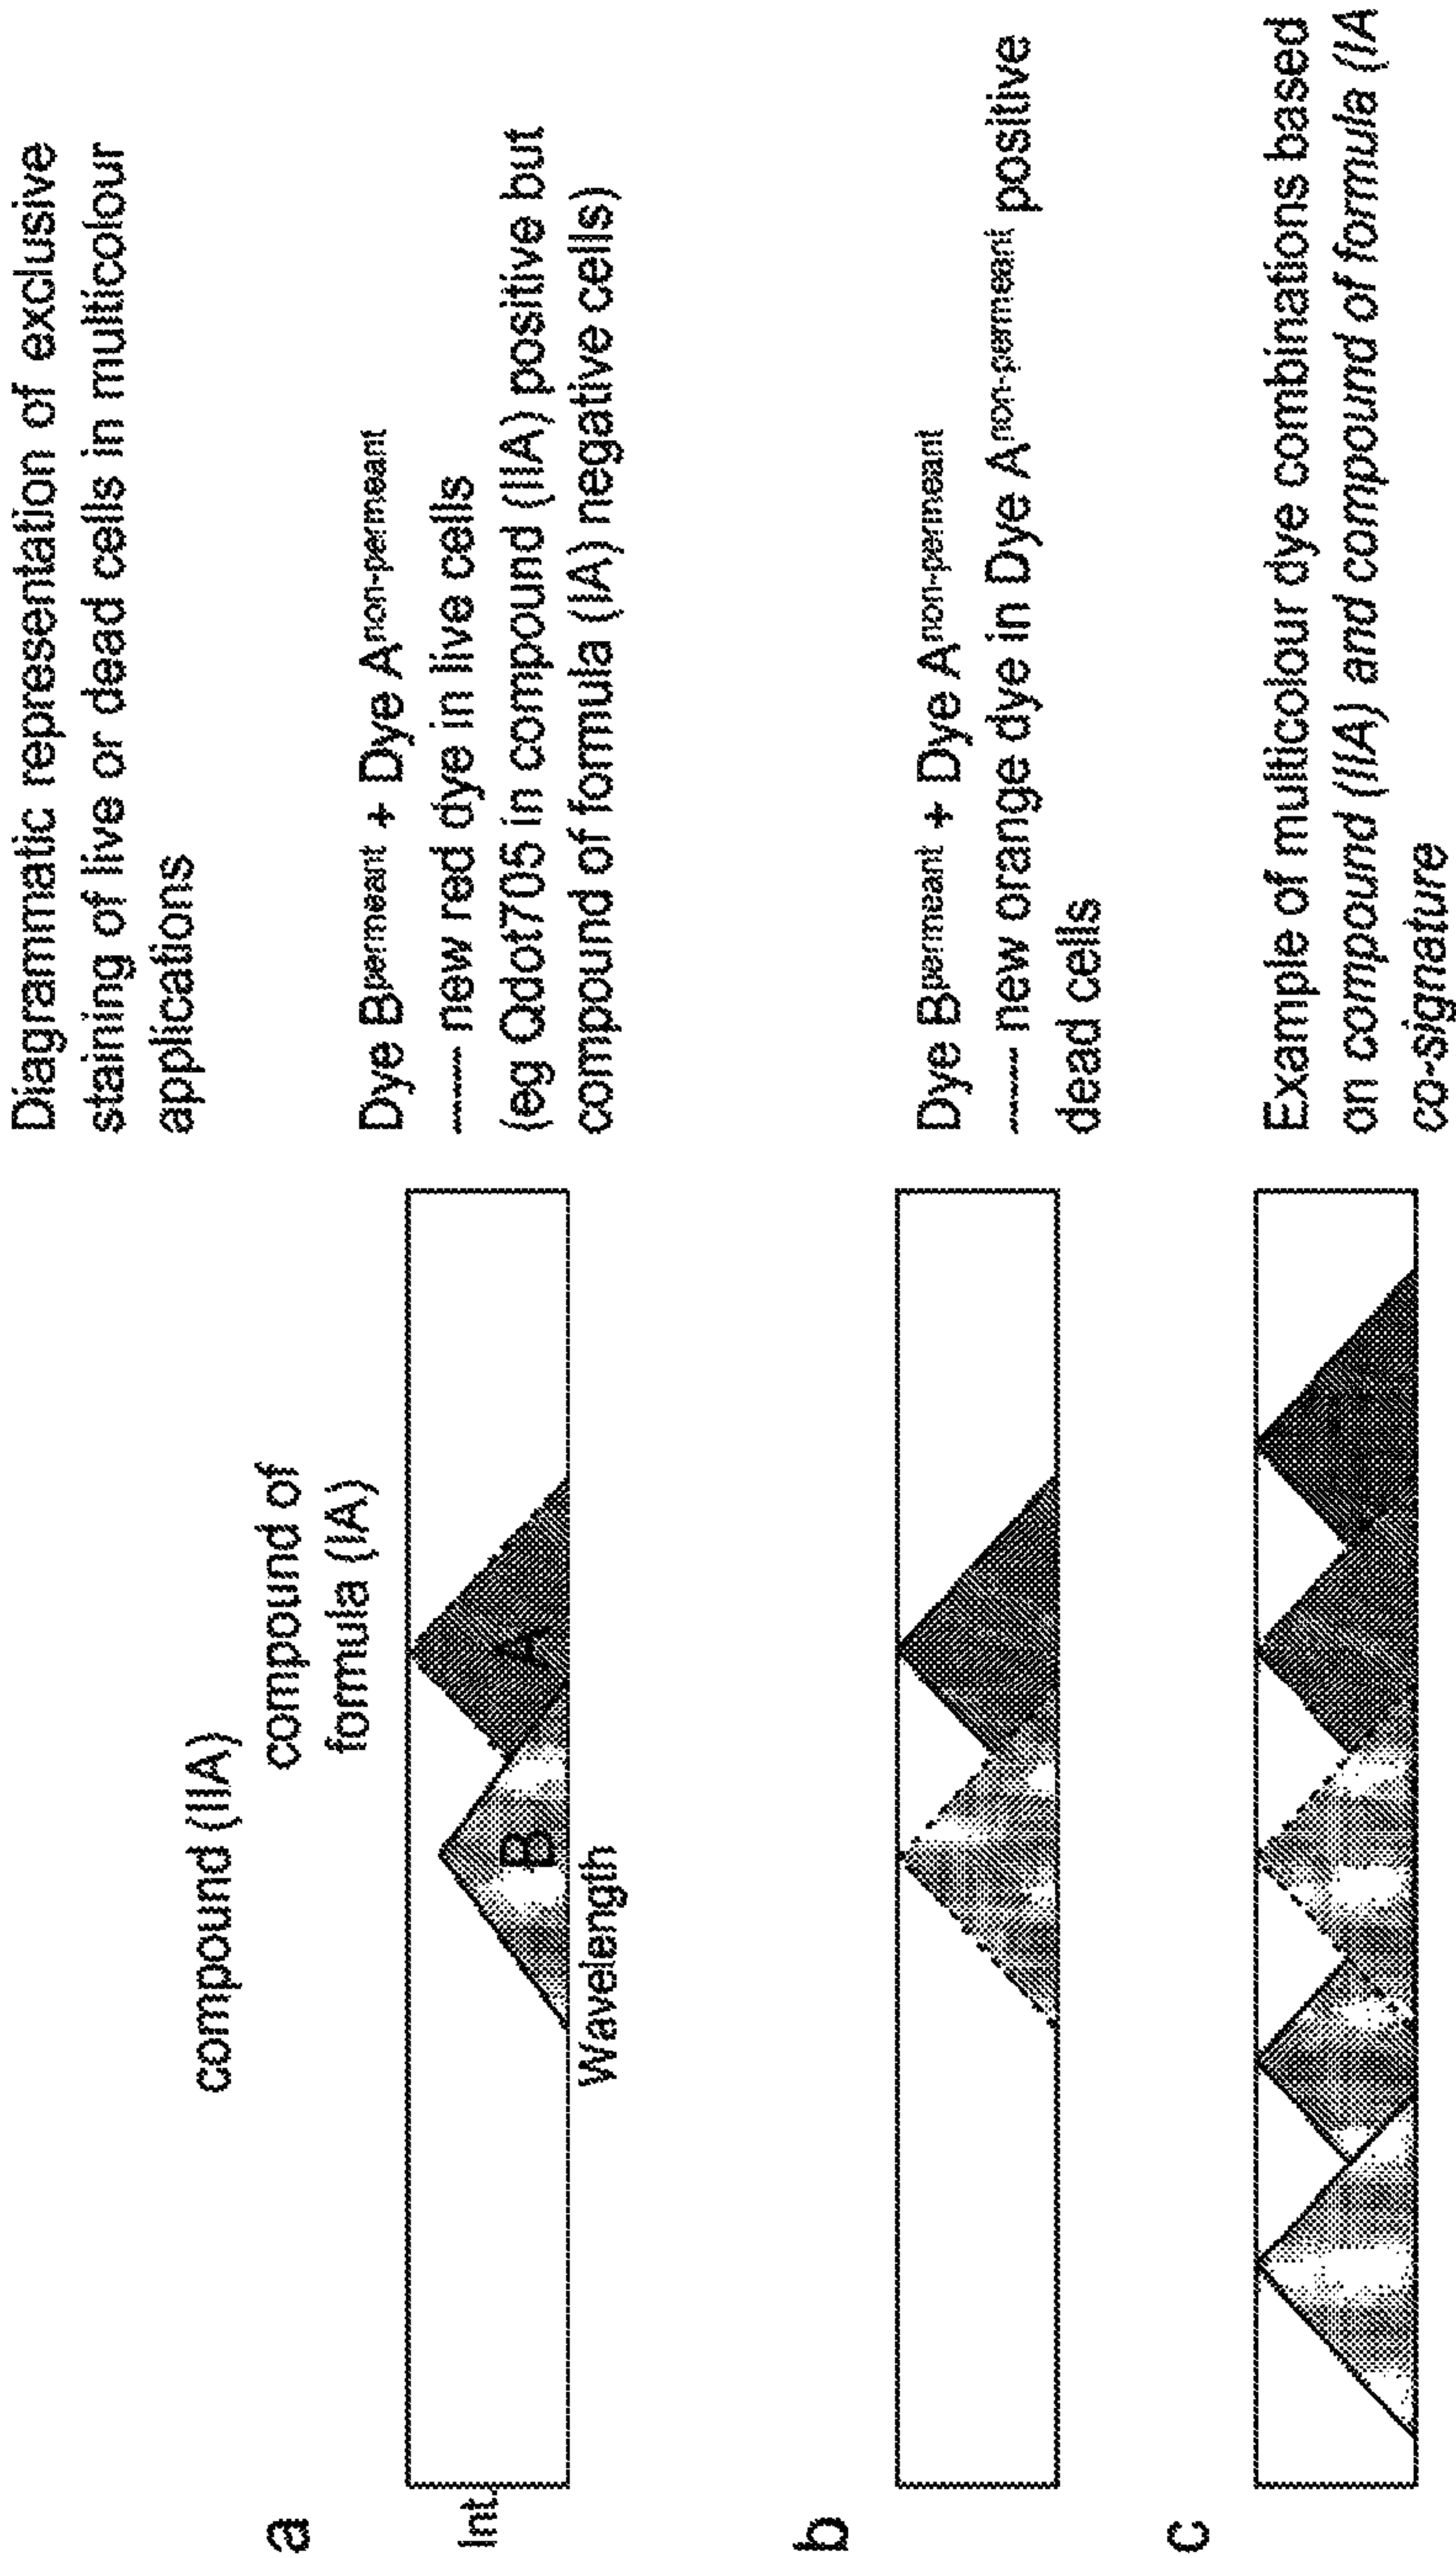 Diagrammatic representation of exclusive
staining of live or dead cells in multicolour
applications
compound (IIA)
compound of
formula (IA)
a
Int.
B
A
Wavelength
Dye Bpermeant + Dye Anon-permeant
---- new red dye in live cells
(eg Qdot705 in compound (IIA) positive but
compound of formula (IA) negative cells)
b
Dye Bpermeant + Dye Anon-permeant
---- new orange dye in Dye Anon-permeant positive
dead cells
c
Example of multicolour dye combinations based
on compound (IIA) and compound of formula (IA
co-signature